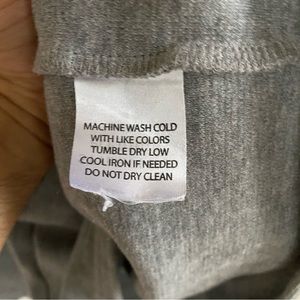 MACHINE WASH COLD
WITH LIKE COLORS
TUMBLE DRY LOW
COOL IRON IF NEEDED
DO NOT DRY CLEAN